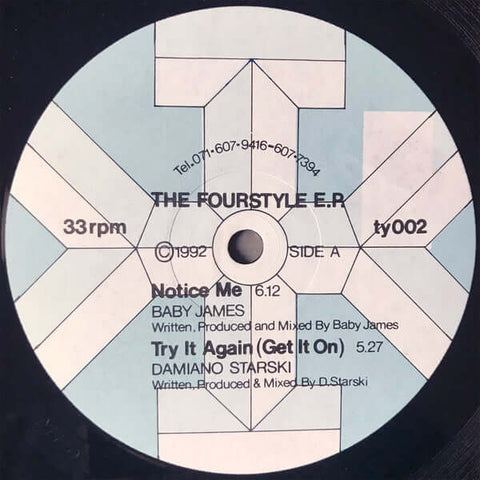 Tel.071-607-9416-607-7394
THE FOURSTYLE E.P.
33rpm
ty002
©1992
SIDE A
Notice Me 6.12
BABY JAMES
Written, Produced and Mixed By Baby James
Try It Again (Get It On) 5.27
DAMIANO STARSKI
Written, Produced & Mixed By D.Starski